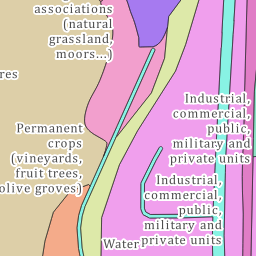 associations
(natural
grassland,
moors...)
res
Industrial,
commercial,
public,
military and
private units
Permanent
crops
(vineyards,
fruit trees,
olive groves)
Industrial,
commercial,
public,
military and
private units
Water